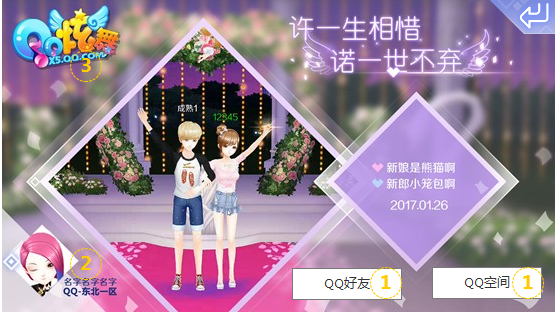 QQ炫舞
X5.QQ.COM
3
许一生相惜
诺一世不弃
成熟1
12845
新娘是熊猫啊
新郎小笼包啊
2017.01.26
2
名字名字名字
QQ-东北一区
QQ好友 1
QQ空间 1